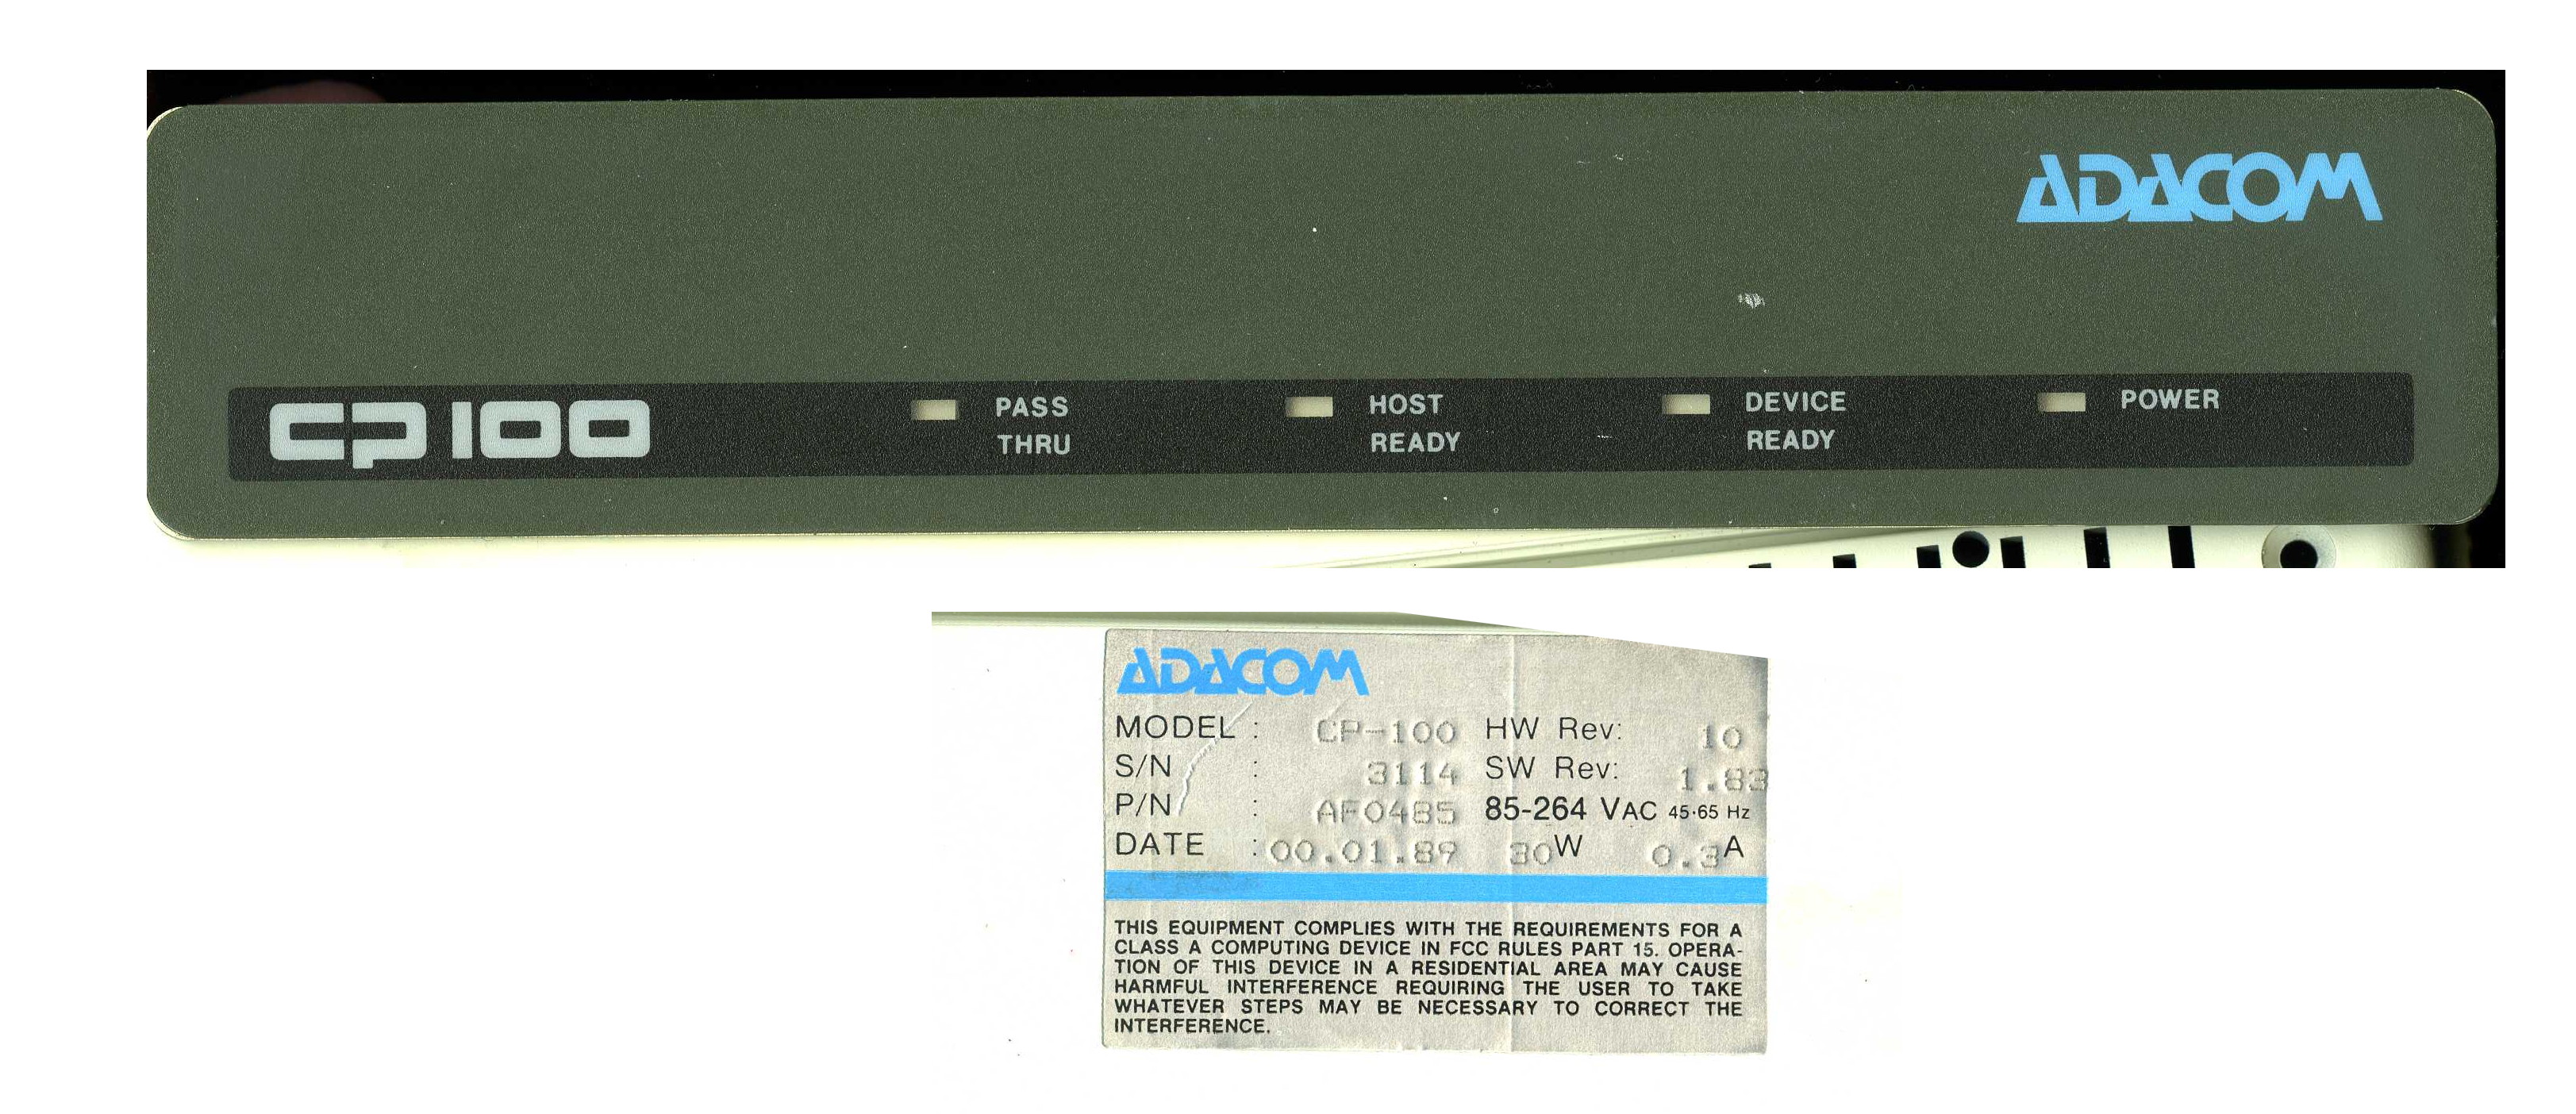 ADACOM
CP 100
PASS THRU
HOST READY
DEVICE READY
POWER
ADACOM
MODEL : CP-100 HW Rev: 10
S/N : 3114 SW Rev: 1.83
P/N : AF0485 85-264 VAC 45-65 Hz
DATE : 00.01.89 30W 0.3A
THIS EQUIPMENT COMPLIES WITH THE REQUIREMENTS FOR A
CLASS A COMPUTING DEVICE IN FCC RULES PART 15. OPERA-
TION OF THIS DEVICE IN A RESIDENTIAL AREA MAY CAUSE
HARMFUL INTERFERENCE REQUIRING THE USER TO TAKE
WHATEVER STEPS MAY BE NECESSARY TO CORRECT THE
INTERFERENCE.